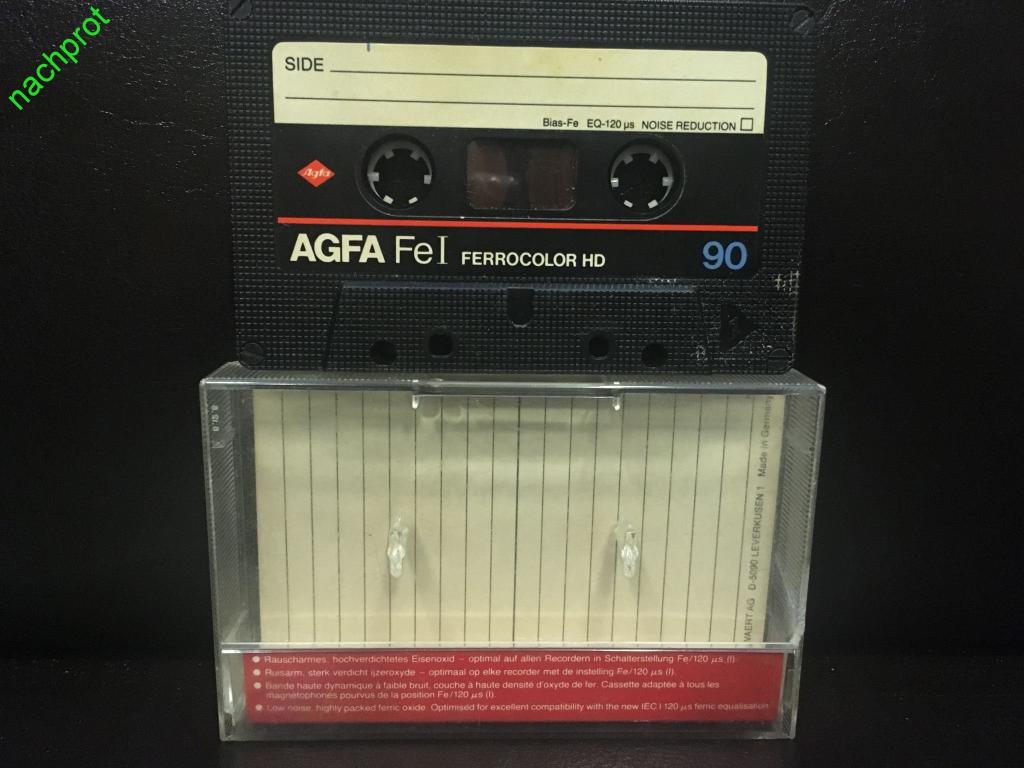 nachprot
SIDE
Bias-Fe EQ-120 µs NOISE REDUCTION
Agfa
AGFA FeI FERROCOLOR HD 90
VAERT AG D-5090 LEVERKUSEN 1 Made in Germany
Rauscharmes, hochverdichtetes Eisenoxid – optimal auf allen Recordern in Schalterstellung Fe/120 µs (I).
Ruisarm, sterk verdicht ijzeroxyde – optimaal op elke recorder met de instelling Fe/120 µs (I).
Bande haute dynamique à faible bruit, couche à haute densité d'oxyde de fer. Cassette adaptée à tous les
magnétophones pourvus de la position Fe/120 µs (I).
Low noise, highly packed ferric oxide. Optimised for excellent compatibility with the new IEC I 120 µs ferric equalisation.